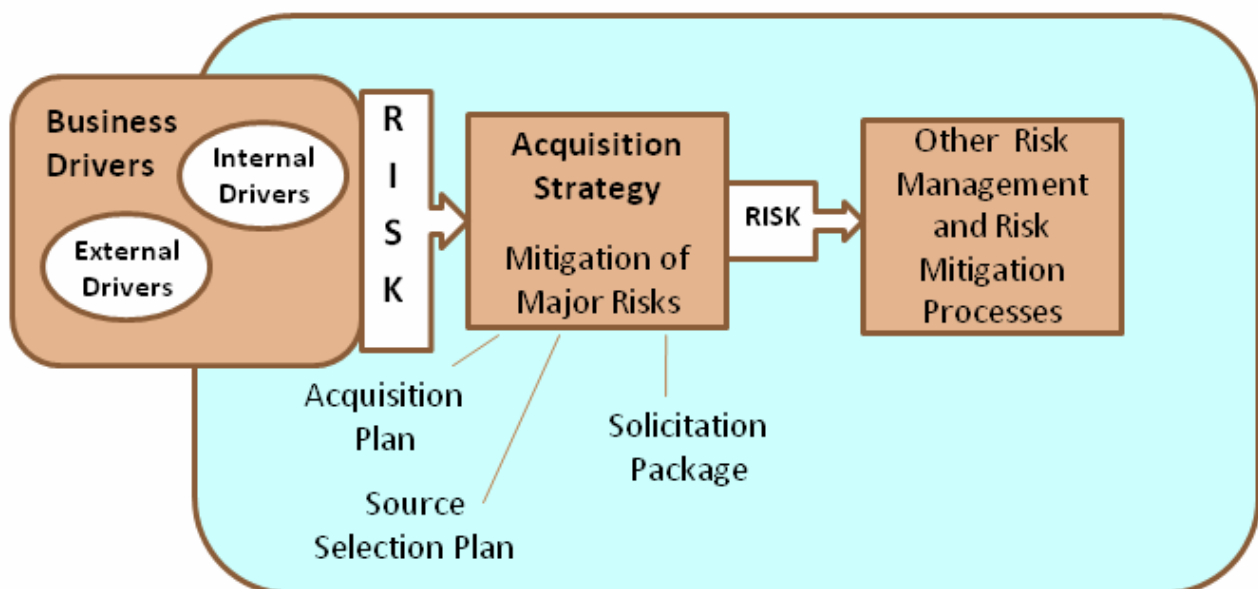 Business
Drivers
Internal
Drivers
External
Drivers
R
I
S
K
Acquisition
Strategy
Mitigation of
Major Risks
RISK
Other Risk
Management
and Risk
Mitigation
Processes
Acquisition
Plan
Source
Selection Plan
Solicitation
Package